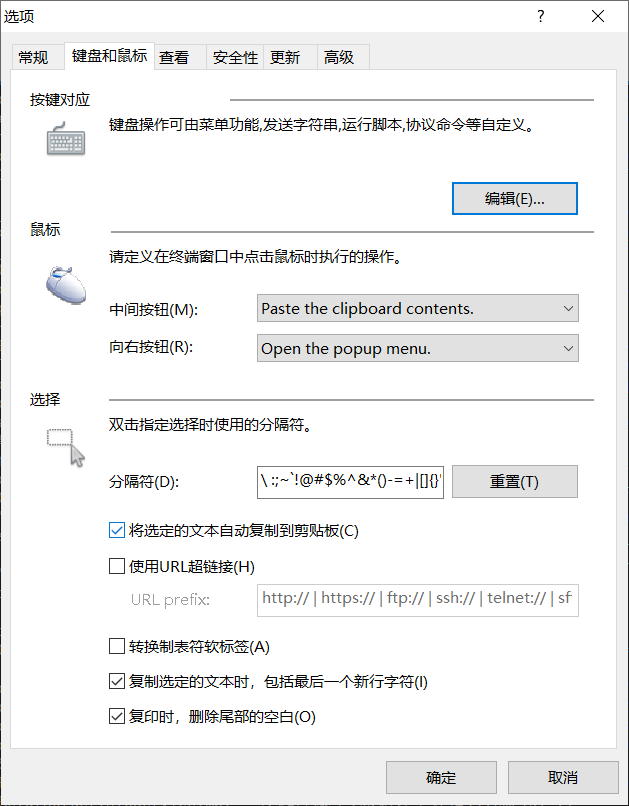 选项
常规 键盘和鼠标 查看 安全性 更新 高级
按键对应
键盘操作可由菜单功能,发送字符串,运行脚本,协议命令等自定义。
编辑(E)...
鼠标
请定义在终端窗口中点击鼠标时执行的操作。
中间按钮(M): Paste the clipboard contents.
向右按钮(R): Open the popup menu.
选择
双击指定选择时使用的分隔符。
分隔符(D): \ :;~`!@#$%^&*()-=+|[]{}' 重置(T)
将选定的文本自动复制到剪贴板(C)
使用URL超链接(H)
URL prefix: http:// | https:// | ftp:// | ssh:// | telnet:// | sf
转换制表符软标签(A)
复制选定的文本时，包括最后一个新行字符(I)
复印时，删除尾部的空白(O)
确定 取消